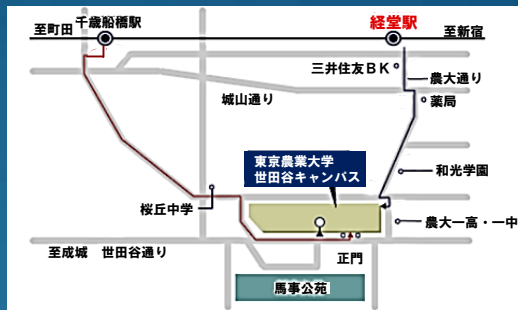 千歳船橋駅
経堂駅
至町田
至新宿
三井住友BK
農大通り
城山通り
薬局
東京農業大学
世田谷キャンパス
和光学園
桜丘中学
農大一高・一中
至成城 世田谷通り
正門
馬事公苑